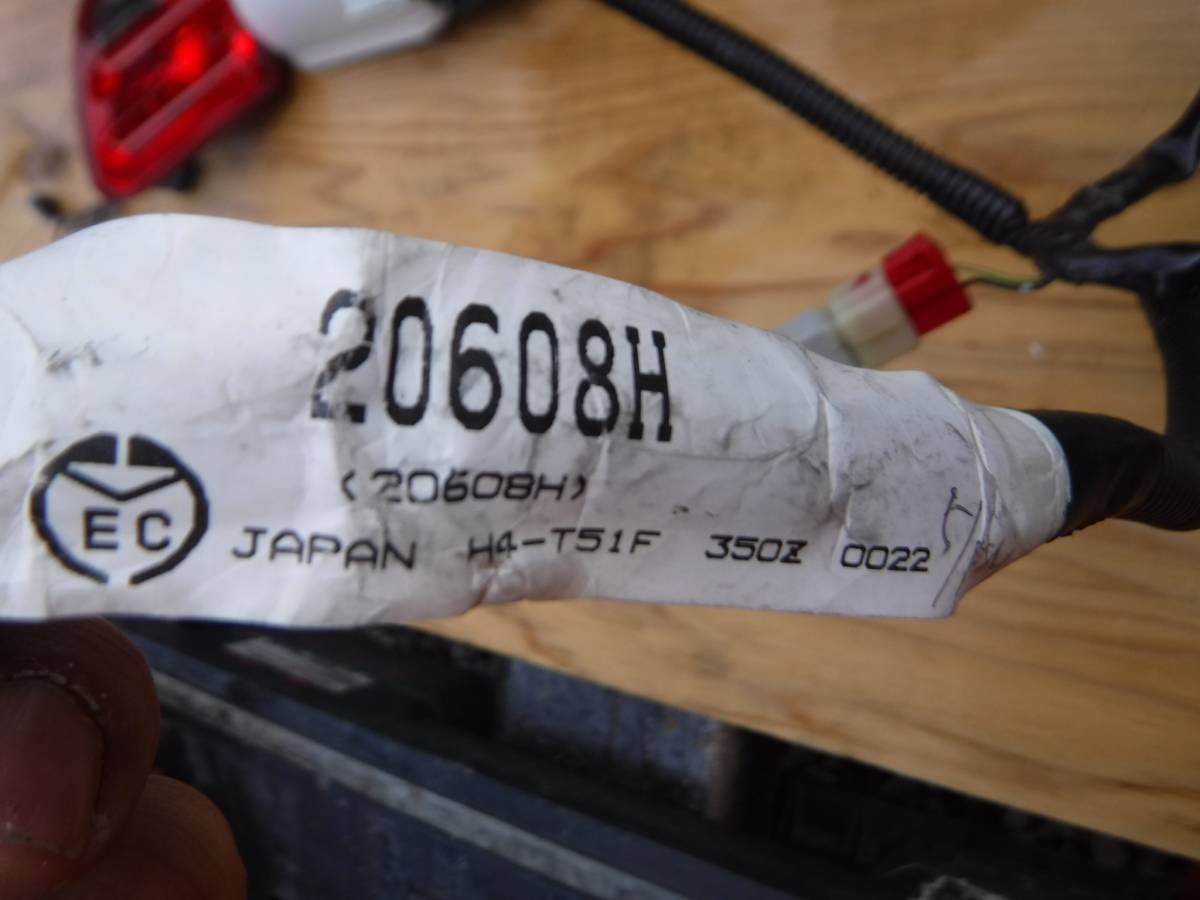 20608H
(20608H)
EC
JAPAN H4-T51F 350Z 0022